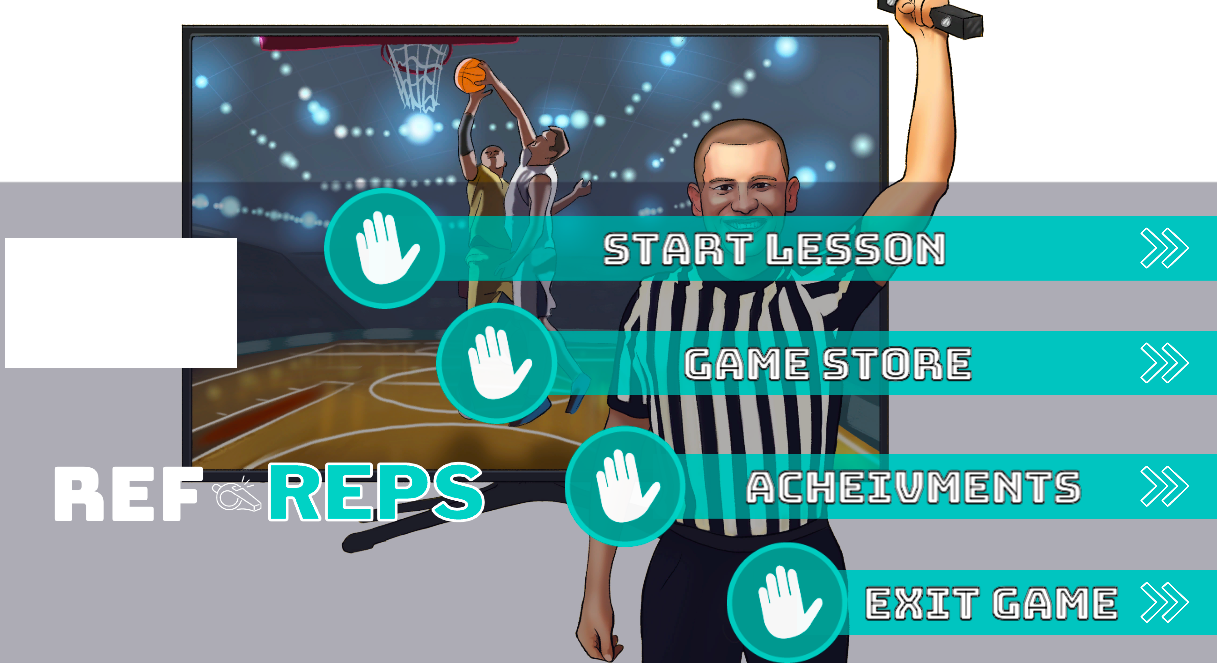 START LESSON
GAME STORE
REF REPS
ACHEIVMENTS
EXIT GAME